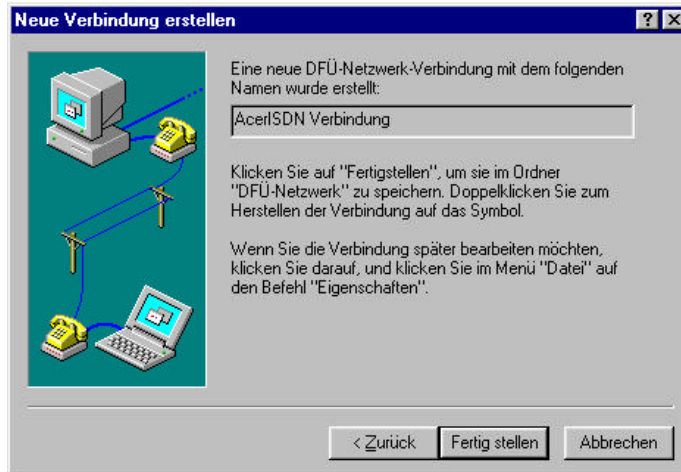 Neue Verbindung erstellen
Eine neue DFÜ-Netzwerk-Verbindung mit dem folgenden
Namen wurde erstellt:
AcerISDN Verbindung
Klicken Sie auf "Fertigstellen", um sie im Ordner
"DFÜ-Netzwerk" zu speichern. Doppelklicken Sie zum
Herstellen der Verbindung auf das Symbol.
Wenn Sie die Verbindung später bearbeiten möchten,
klicken Sie darauf, und klicken Sie im Menü "Datei" auf
den Befehl "Eigenschaften".
< Zurück Fertig stellen Abbrechen